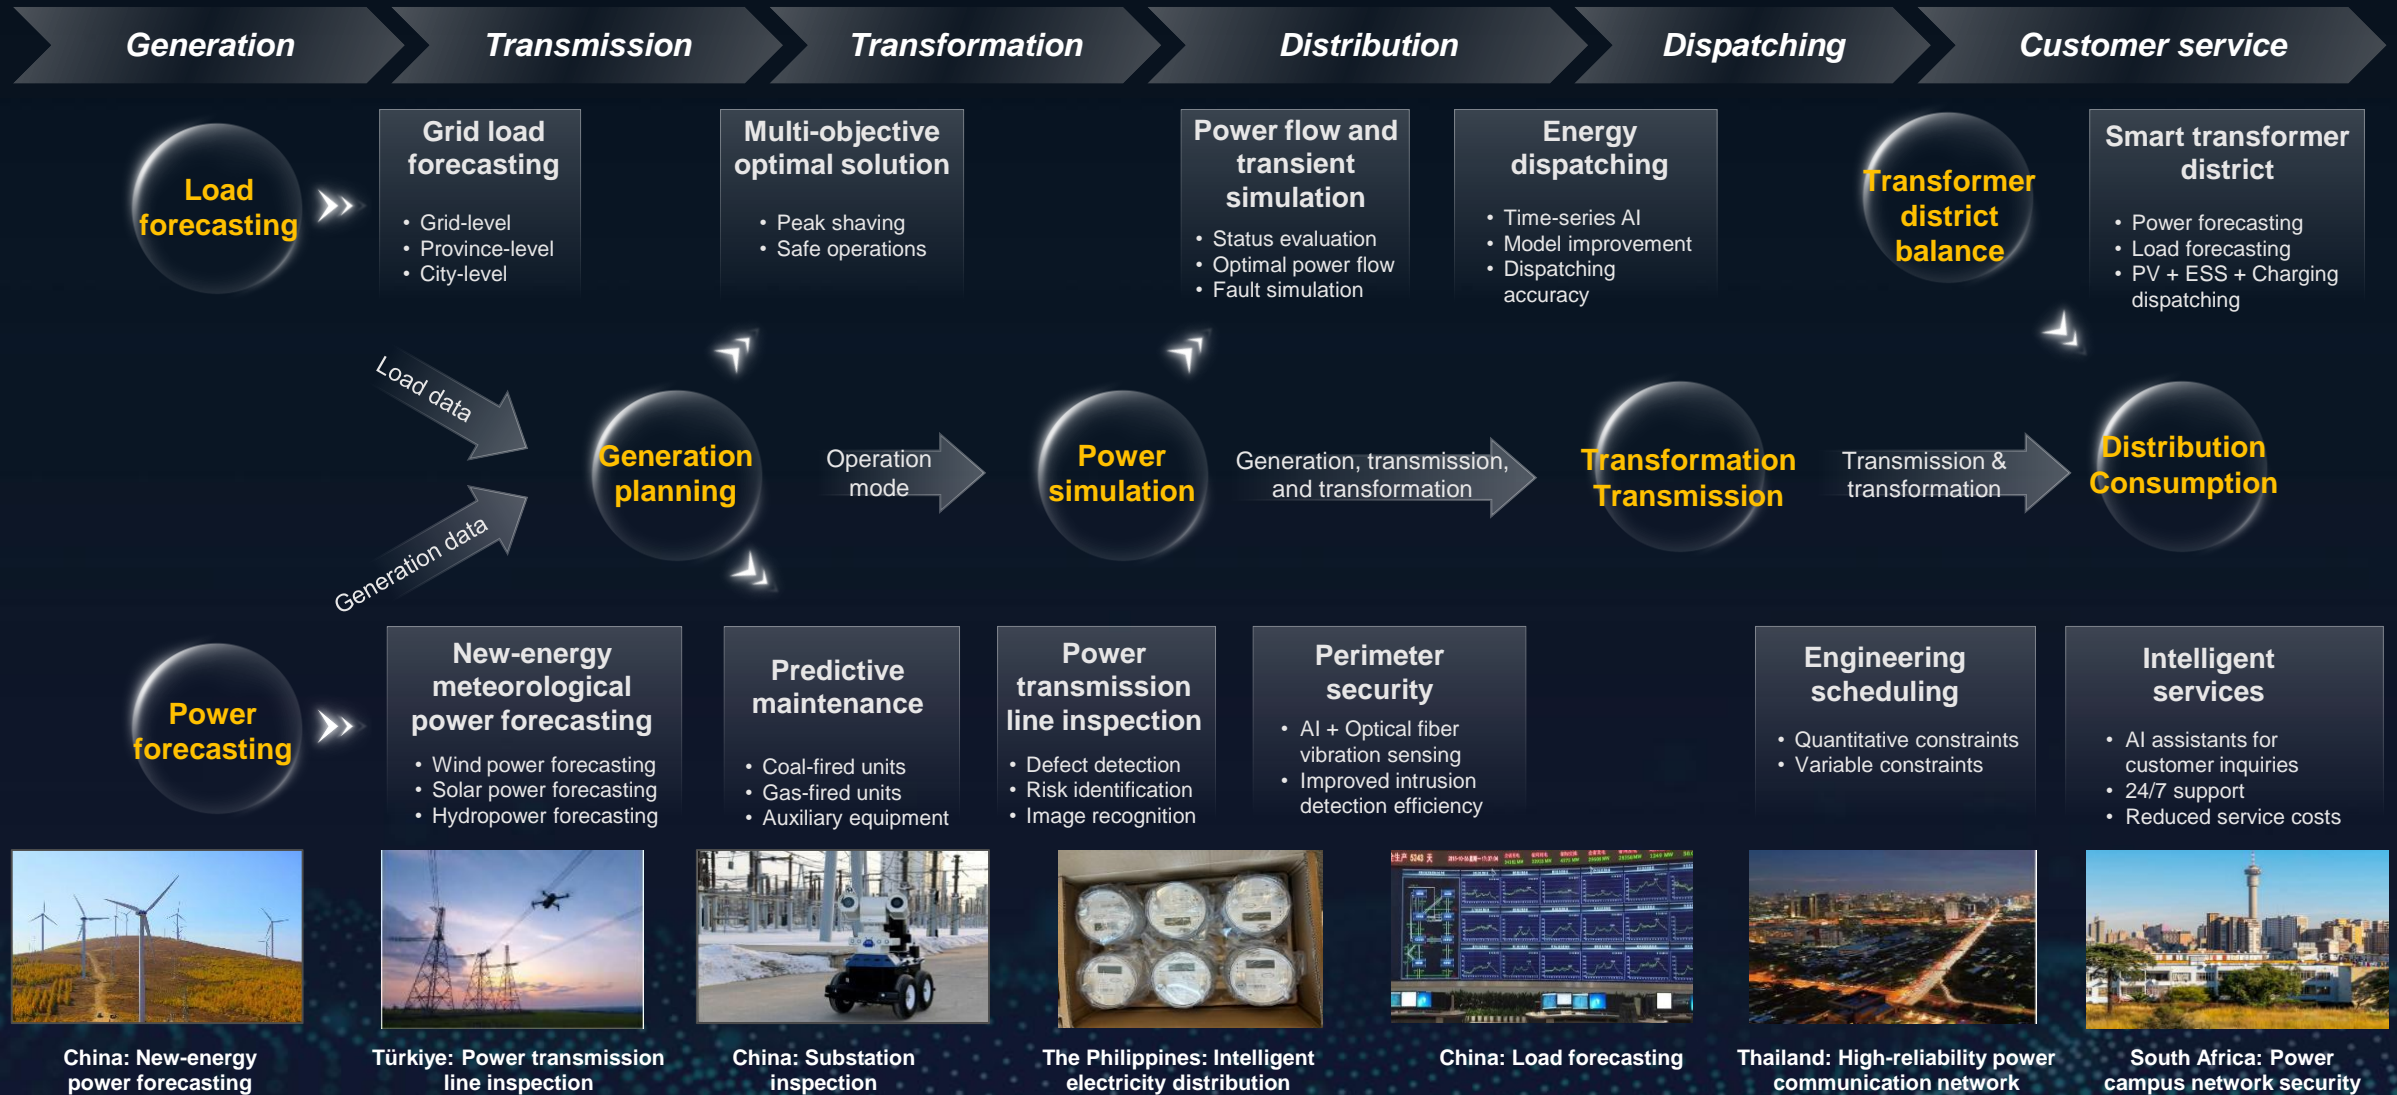 Generation
Transmission
Transformation
Distribution
Dispatching
Customer service
Load
forecasting
Grid load
forecasting
• Grid-level
• Province-level
• City-level
Multi-objective
optimal solution
• Peak shaving
• Safe operations
Power flow and
transient
simulation
• Status evaluation
• Optimal power flow
• Fault simulation
Energy
dispatching
• Time-series AI
• Model improvement
• Dispatching
accuracy
Transformer
district
balance
Smart transformer
district
• Power forecasting
• Load forecasting
• PV + ESS + Charging
dispatching
Load data
Generation data
Generation
planning
Operation
mode
Power
simulation
Generation, transmission,
and transformation
Transformation
Transmission
Transmission &
transformation
Distribution
Consumption
Power
forecasting
New-energy
meteorological
power forecasting
• Wind power forecasting
• Solar power forecasting
• Hydropower forecasting
Predictive
maintenance
• Coal-fired units
• Gas-fired units
• Auxiliary equipment
Power
transmission
line inspection
• Defect detection
• Risk identification
• Image recognition
Perimeter
security
• AI + Optical fiber
vibration sensing
• Improved intrusion
detection efficiency
Engineering
scheduling
• Quantitative constraints
• Variable constraints
Intelligent
services
• AI assistants for
customer inquiries
• 24/7 support
• Reduced service costs
China: New-energy
power forecasting
Türkiye: Power transmission
line inspection
China: Substation
inspection
The Philippines: Intelligent
electricity distribution
China: Load forecasting
Thailand: High-reliability power
communication network
South Africa: Power
campus network security